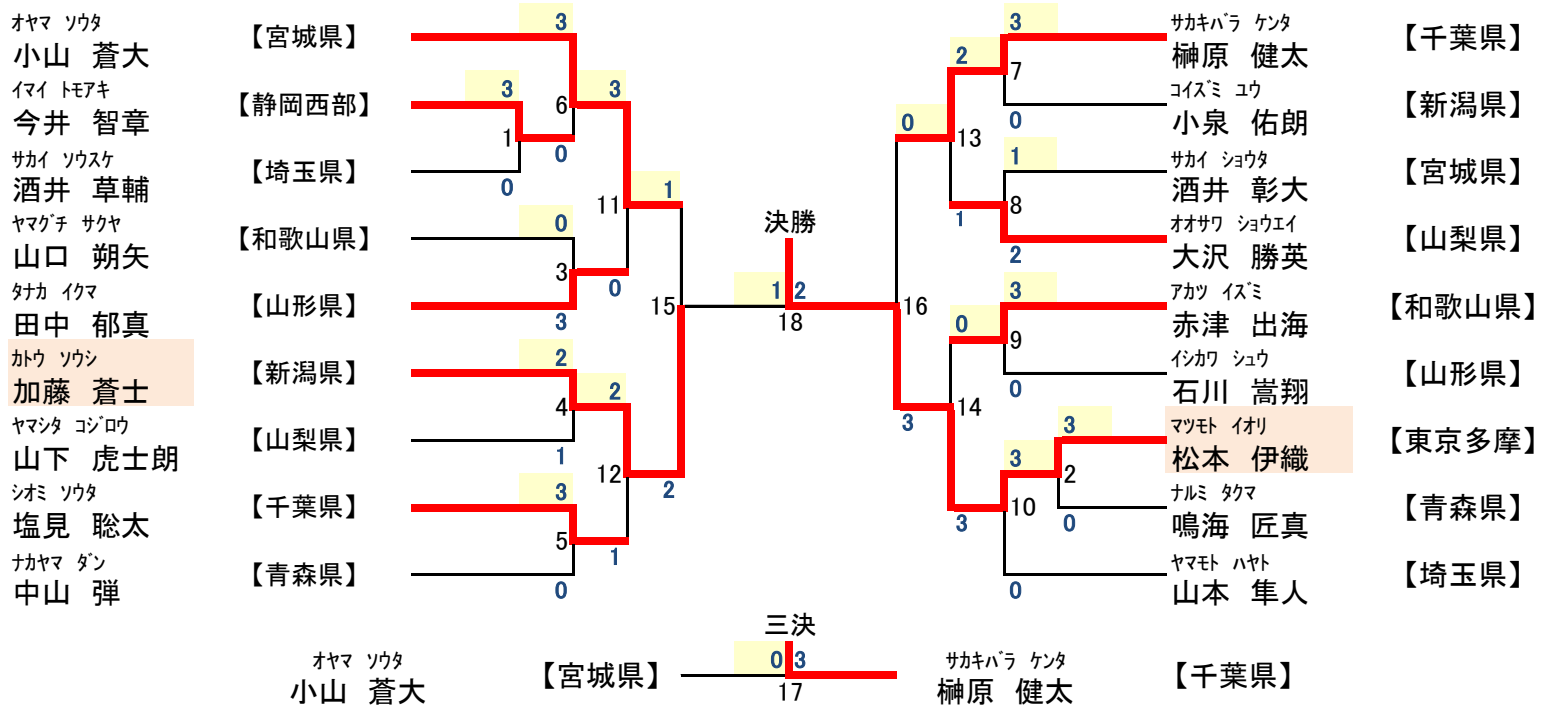 オヤマ ソウタ
小山 蒼大 【宮城県】 3
イマイ トモアキ
今井 智章 【静岡西部】 3
1
6
0
3
サカイ ソウスケ
酒井 草輔 【埼玉県】 0
ヤマグチ サクヤ
山口 朔矢 【和歌山県】 0
3
11
0
1
タナカ イクマ
田中 郁真 【山形県】 3
カトウ ソウシ
加藤 蒼士 【新潟県】 2
4
2
15
ヤマシタ コジロウ
山下 虎士朗 【山梨県】 1
12
2
シオミ ソウタ
塩見 聡太 【千葉県】 3
5
1
ナカヤマ ダン
中山 弾 【青森県】 0
決勝
1 2
18
サカキバラ ケンタ
3 榊原 健太 【千葉県】
2
7
コイズミ ユウ
0 小泉 佑朗 【新潟県】
0
13
サカイ ショウタ
1 酒井 彰大 【宮城県】
8
1
オオサワ ショウエイ
2 大沢 勝英 【山梨県】
16
アカツ イズミ
3 赤津 出海 【和歌山県】
0
9
イシカワ シュウ
0 石川 嵩翔 【山形県】
14
3
マツモト イオリ
3 松本 伊織 【東京多摩】
3
2
ナルミ タクマ
0 鳴海 匠真 【青森県】
10
3
ヤマモト ハヤト
0 山本 隼人 【埼玉県】
三決
オヤマ ソウタ
小山 蒼大 【宮城県】 0 3 サカキバラ ケンタ
17 榊原 健太 【千葉県】